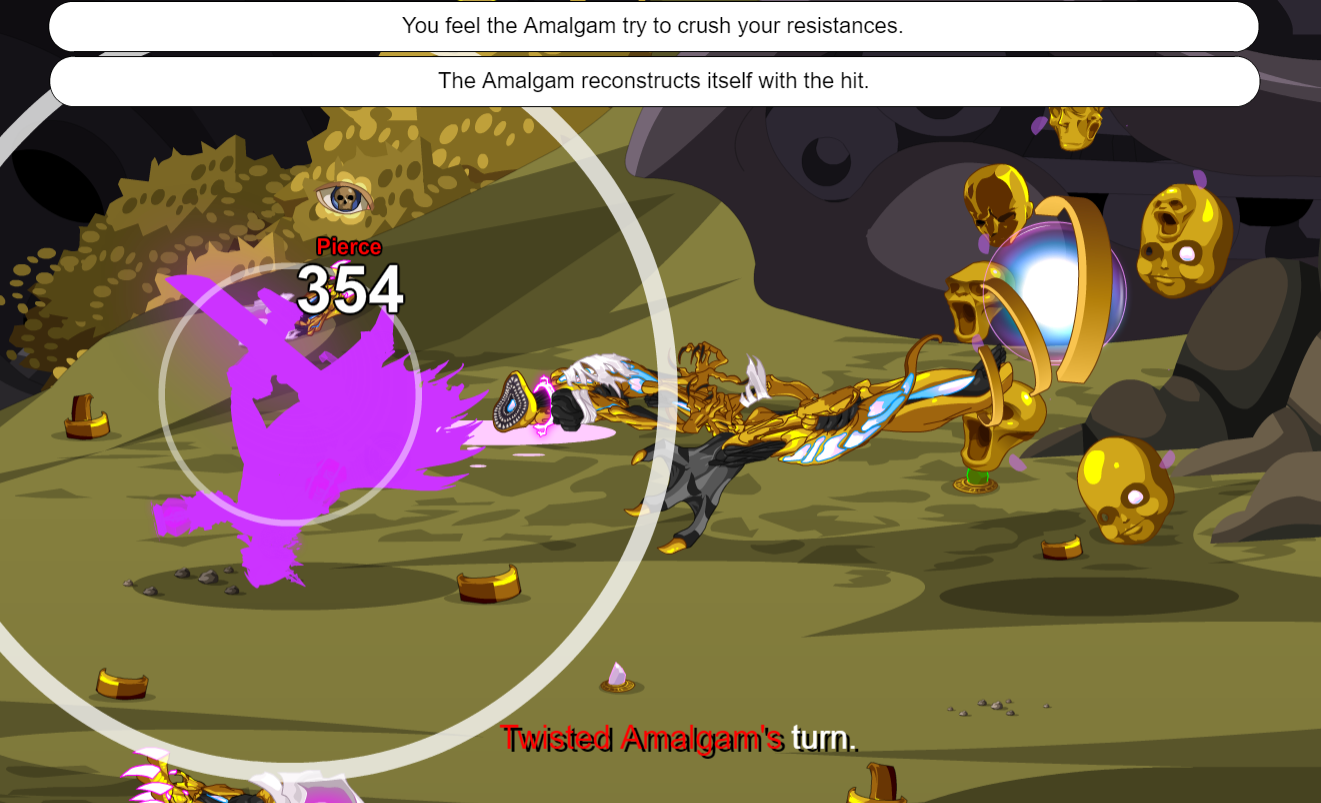 You feel the Amalgam try to crush your resistances.
The Amalgam reconstructs itself with the hit.
Pierce
354
Twisted Amalgam's turn.